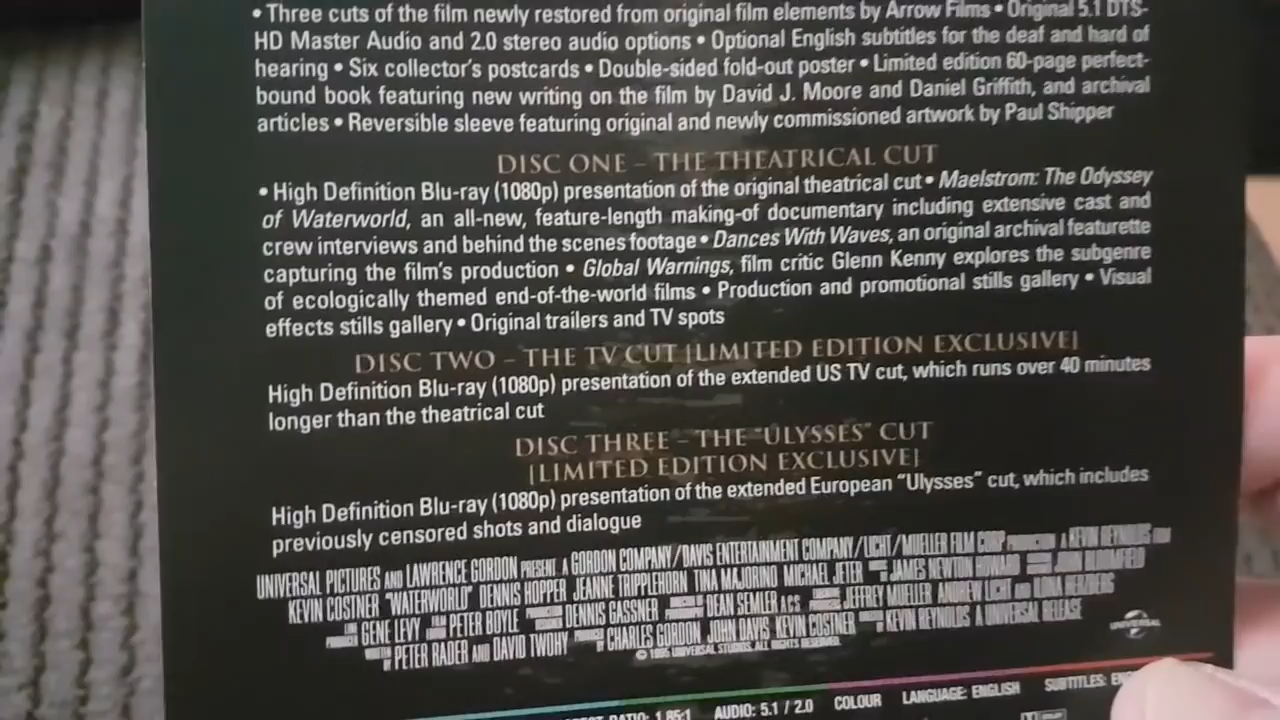 • Three cuts of the film newly restored from original film elements by Arrow Films • Original 5.1 DTS-
HD Master Audio and 2.0 stereo audio options • Optional English subtitles for the deaf and hard of
hearing • Six collector's postcards • Double-sided fold-out poster • Limited edition 60-page perfect-
bound book featuring new writing on the film by David J. Moore and Daniel Griffith, and archival
articles • Reversible sleeve featuring original and newly commissioned artwork by Paul Shipper
DISC ONE – THE THEATRICAL CUT
• High Definition Blu-ray (1080p) presentation of the original theatrical cut • Maelstrom: The Odyssey
of Waterworld, an all-new, feature-length making-of documentary including extensive cast and
crew interviews and behind the scenes footage • Dances With Waves, an original archival featurette
capturing the film's production • Global Warnings, film critic Glenn Kenny explores the subgenre
of ecologically themed end-of-the-world films • Production and promotional stills gallery • Visual
effects stills gallery • Original trailers and TV spots
DISC TWO – THE TV CUT [LIMITED EDITION EXCLUSIVE]
High Definition Blu-ray (1080p) presentation of the extended US TV cut, which runs over 40 minutes
longer than the theatrical cut
DISC THREE – THE "ULYSSES" CUT
[LIMITED EDITION EXCLUSIVE]
High Definition Blu-ray (1080p) presentation of the extended European "Ulysses" cut, which includes
previously censored shots and dialogue
UNIVERSAL PICTURES AND LAWRENCE GORDON PRESENT A GORDON COMPANY/DAVIS ENTERTAINMENT COMPANY/LICHT/MUELLER FILM CORP PRODUCTION A KEVIN REYNOLDS FILM
KEVIN COSTNER "WATERWORLD" DENNIS HOPPER JEANNE TRIPPLEHORN TINA MAJORINO MICHAEL JETER JAMES NEWTON HOWARD JOHN BLOOMFIELD
GENE LEVY PETER BOYLE DENNIS GASSNER DEAN SEMLER A.C.S. JEFFREY MUELLER ANDREW LICHT AND ILONA HERZBERG
PETER RADER AND DAVID TWOHY CHARLES GORDON JOHN DAVIS KEVIN COSTNER KEVIN REYNOLDS A UNIVERSAL RELEASE
© 1995 UNIVERSAL STUDIOS. ALL RIGHTS RESERVED.
UNIVERSAL
RATIO: 1.85:1 AUDIO: 5.1 / 2.0 COLOUR LANGUAGE: ENGLISH SUBTITLES: